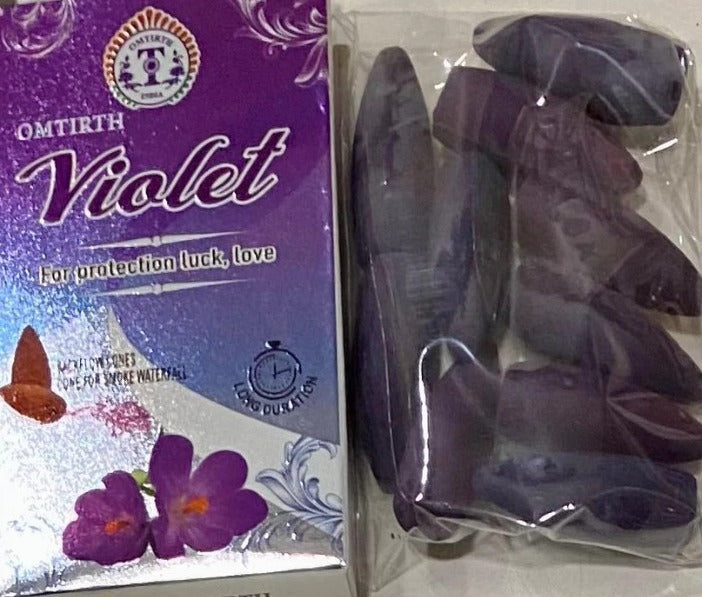 OMTIRTH
T
INDIA
OMTIRTH
Violet
For protection luck, love
BACKFLOW CONES
CONE FOR SMOKE WATERFALL
LONG DURATION